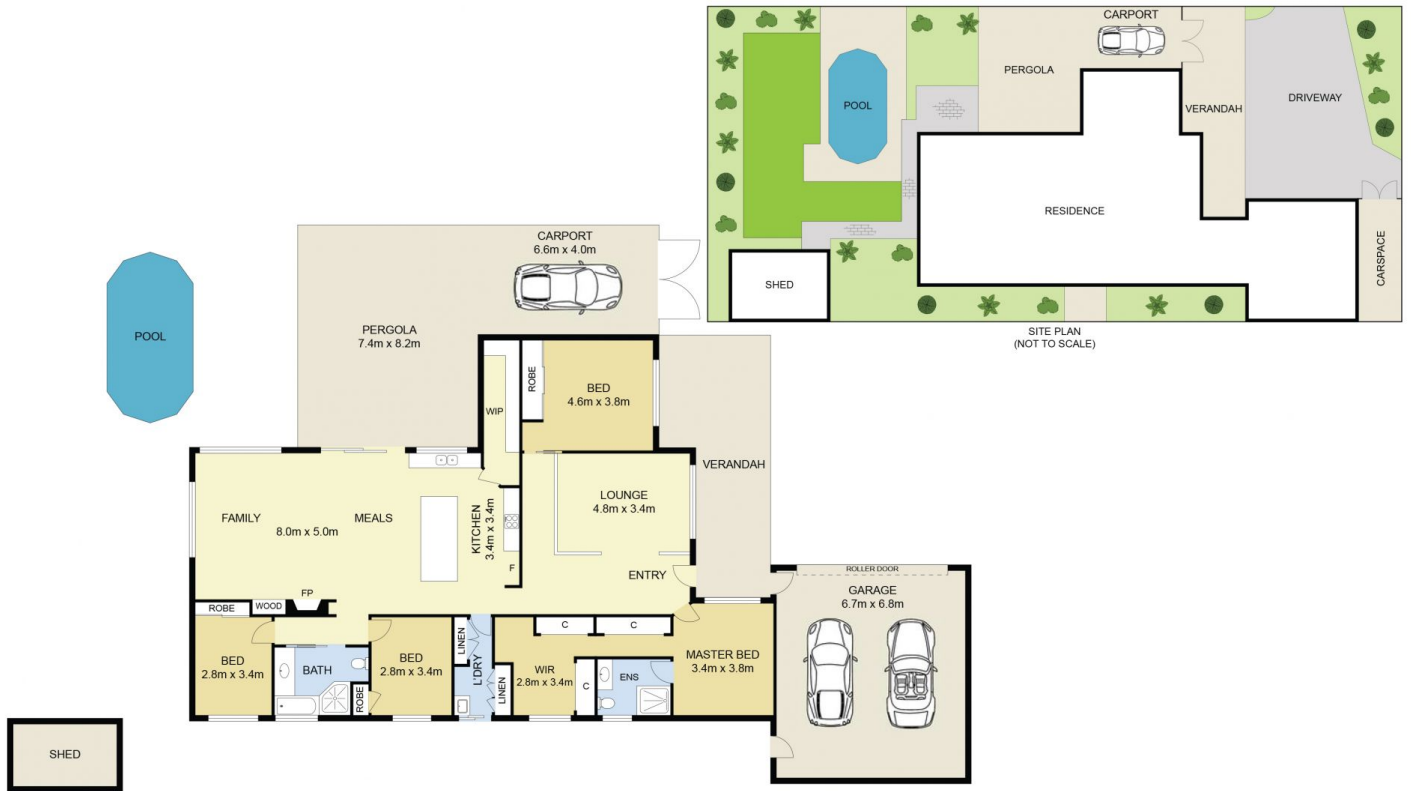 CARPORT
PERGOLA
POOL
VERANDAH
DRIVEWAY
RESIDENCE
SHED
CARSPACE
SITE PLAN
(NOT TO SCALE)
CARPORT
6.6m x 4.0m
POOL
PERGOLA
7.4m x 8.2m
WIP
ROBE
BED
4.6m x 3.8m
VERANDAH
LOUNGE
4.8m x 3.4m
FAMILY
MEALS
8.0m x 5.0m
KITCHEN
3.4m x 3.4m
F
ENTRY
ROLLER DOOR
GARAGE
6.7m x 6.8m
FP
ROBE
WOOD
BED
2.8m x 3.4m
BATH
ROBE
BED
2.8m x 3.4m
LINEN
L'DRY
LINEN
C
C
WIR
2.8m x 3.4m
C
ENS
MASTER BED
3.4m x 3.8m
SHED